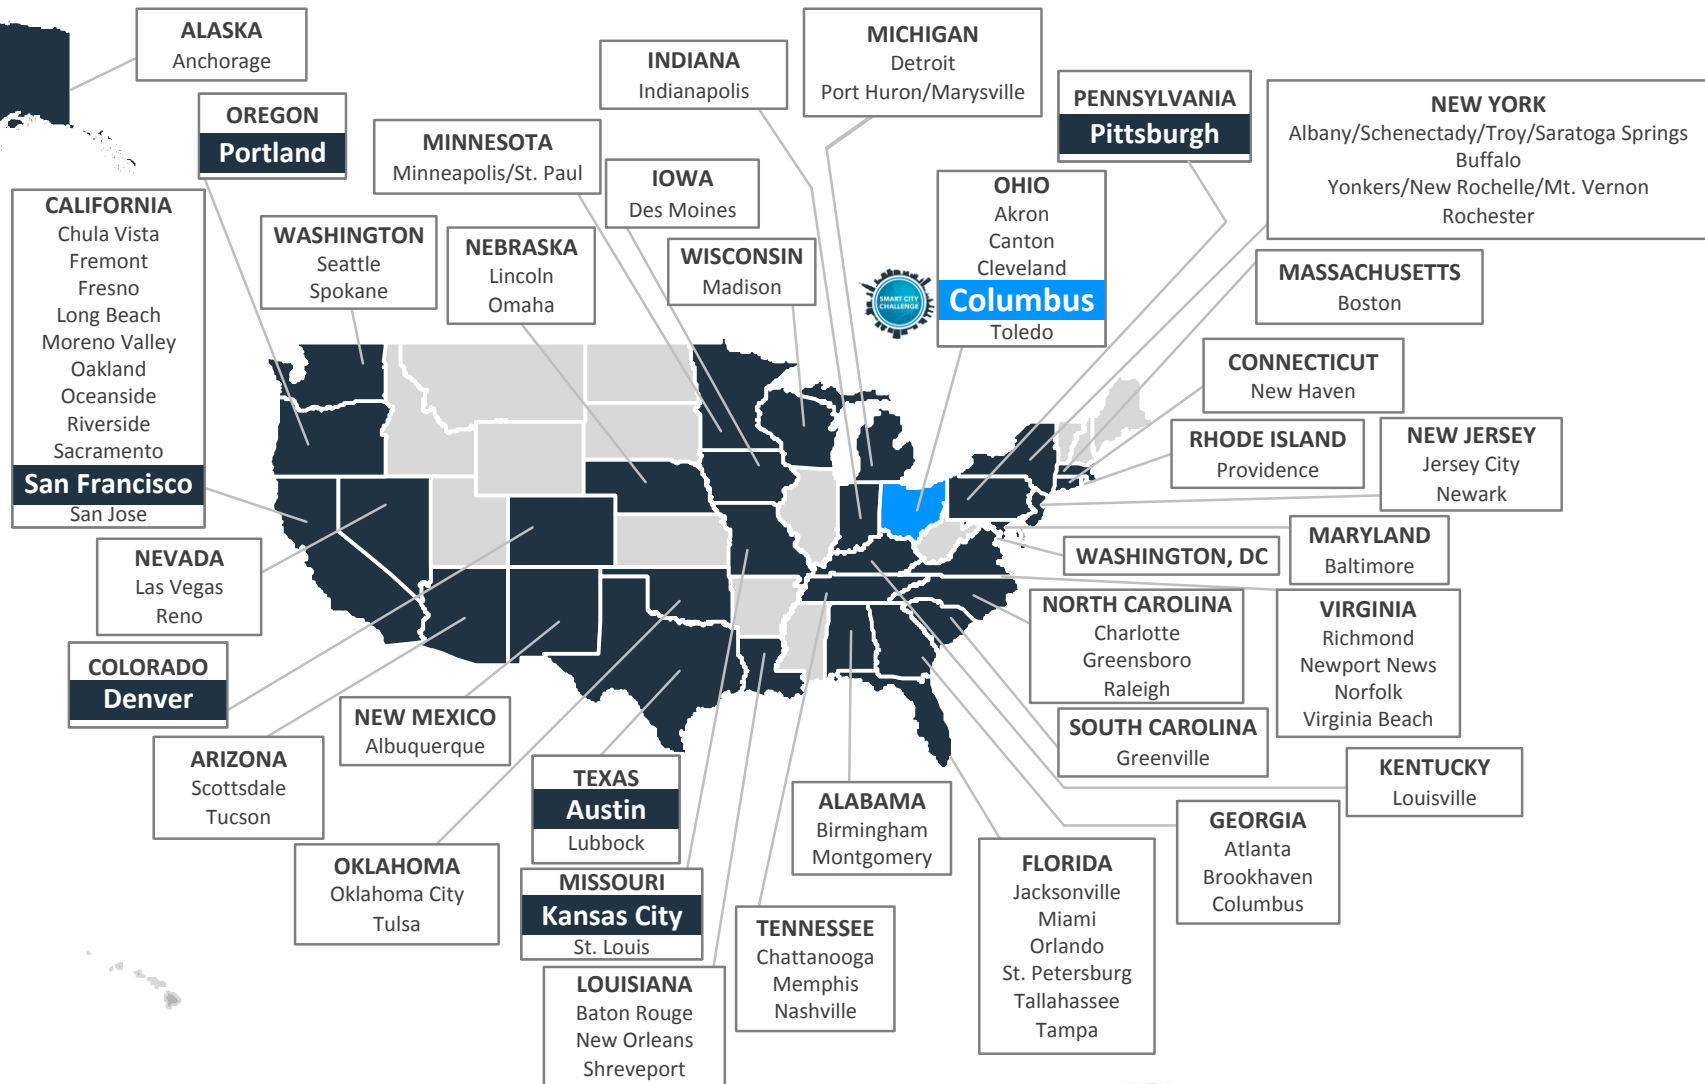 ALASKA
Anchorage
OREGON
Portland
MINNESOTA
Minneapolis/St. Paul
INDIANA
Indianapolis
MICHIGAN
Detroit
Port Huron/Marysville
PENNSYLVANIA
Pittsburgh
NEW YORK
Albany/Schenectady/Troy/Saratoga Springs
Buffalo
Yonkers/New Rochelle/Mt. Vernon
Rochester
CALIFORNIA
Chula Vista
Fremont
Fresno
Long Beach
Moreno Valley
Oakland
Oceanside
Riverside
Sacramento
San Francisco
San Jose
WASHINGTON
Seattle
Spokane
NEBRASKA
Lincoln
Omaha
IOWA
Des Moines
WISCONSIN
Madison
SMART CITY
CHALLENGE
OHIO
Akron
Canton
Cleveland
Columbus
Toledo
MASSACHUSETTS
Boston
CONNECTICUT
New Haven
RHODE ISLAND
Providence
NEW JERSEY
Jersey City
Newark
NEVADA
Las Vegas
Reno
WASHINGTON, DC
MARYLAND
Baltimore
COLORADO
Denver
NORTH CAROLINA
Charlotte
Greensboro
Raleigh
VIRGINIA
Richmond
Newport News
Norfolk
Virginia Beach
ARIZONA
Scottsdale
Tucson
NEW MEXICO
Albuquerque
SOUTH CAROLINA
Greenville
KENTUCKY
Louisville
TEXAS
Austin
Lubbock
ALABAMA
Birmingham
Montgomery
GEORGIA
Atlanta
Brookhaven
Columbus
OKLAHOMA
Oklahoma City
Tulsa
MISSOURI
Kansas City
St. Louis
FLORIDA
Jacksonville
Miami
Orlando
St. Petersburg
Tallahassee
Tampa
TENNESSEE
Chattanooga
Memphis
Nashville
LOUISIANA
Baton Rouge
New Orleans
Shreveport